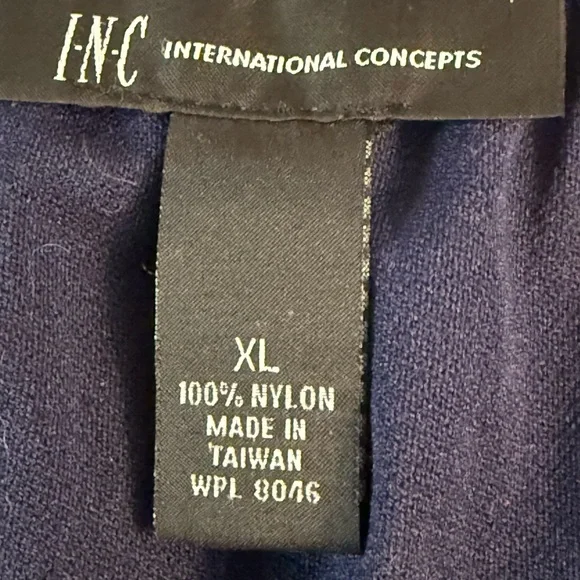 I·N·C INTERNATIONAL CONCEPTS
XL
100% NYLON
MADE IN
TAIWAN
WPL 8046